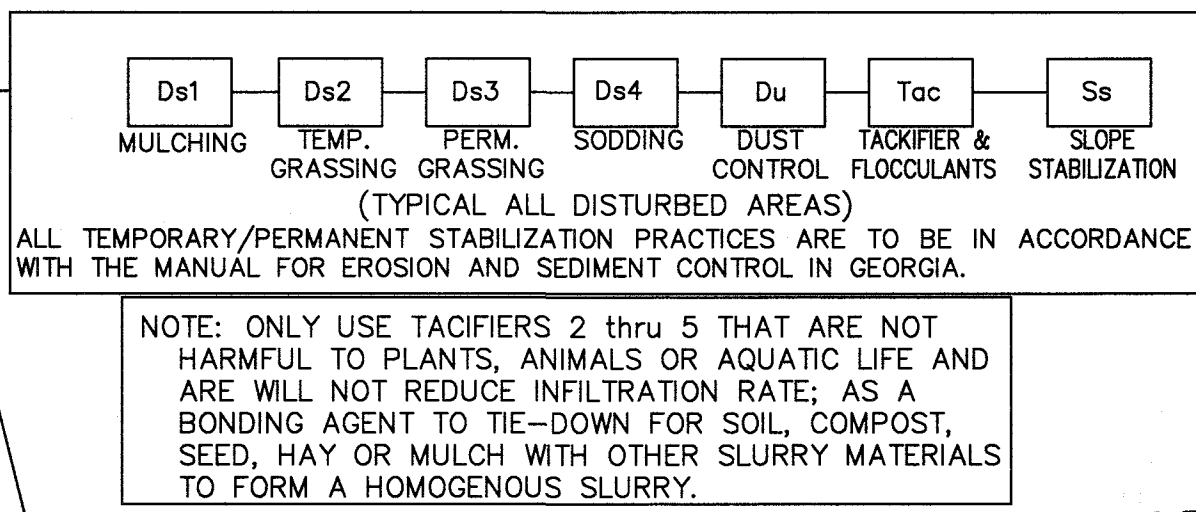 Ds1 Ds2 Ds3 Ds4 Du Tac Ss
MULCHING TEMP. PERM. SODDING DUST TACKIFIER & SLOPE
GRASSING GRASSING CONTROL FLOCCULANTS STABILIZATION
(TYPICAL ALL DISTURBED AREAS)
ALL TEMPORARY/PERMANENT STABILIZATION PRACTICES ARE TO BE IN ACCORDANCE
WITH THE MANUAL FOR EROSION AND SEDIMENT CONTROL IN GEORGIA.
NOTE: ONLY USE TACIFIERS 2 thru 5 THAT ARE NOT
HARMFUL TO PLANTS, ANIMALS OR AQUATIC LIFE AND
ARE WILL NOT REDUCE INFILTRATION RATE; AS A
BONDING AGENT TO TIE-DOWN FOR SOIL, COMPOST,
SEED, HAY OR MULCH WITH OTHER SLURRY MATERIALS
TO FORM A HOMOGENOUS SLURRY.